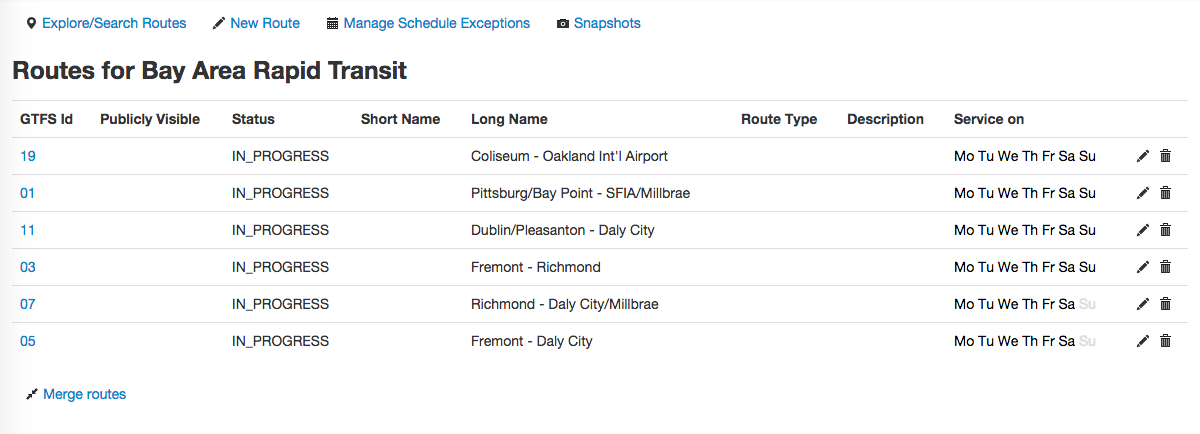 Explore/Search Routes New Route Manage Schedule Exceptions Snapshots
Routes for Bay Area Rapid Transit
GTFS Id Publicly Visible Status Short Name Long Name Route Type Description Service on
19 IN_PROGRESS Coliseum - Oakland Int'l Airport Mo Tu We Th Fr Sa Su
01 IN_PROGRESS Pittsburg/Bay Point - SFIA/Millbrae Mo Tu We Th Fr Sa Su
11 IN_PROGRESS Dublin/Pleasanton - Daly City Mo Tu We Th Fr Sa Su
03 IN_PROGRESS Fremont - Richmond Mo Tu We Th Fr Sa Su
07 IN_PROGRESS Richmond - Daly City/Millbrae Mo Tu We Th Fr Sa Su
05 IN_PROGRESS Fremont - Daly City Mo Tu We Th Fr Sa Su
Merge routes